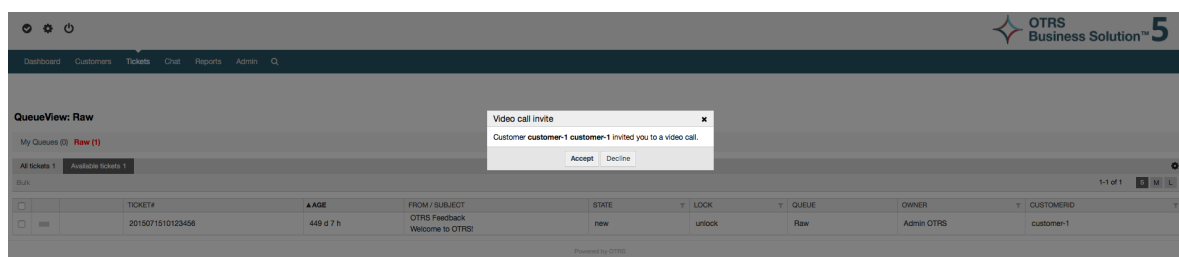 OTRS
Business Solution™ 5
Dashboard Customers Tickets Chat Reports Admin
QueueView: Raw
Video call invite
Customer customer-1 customer-1 invited you to a video call.
Accept Decline
My Queues (0) Raw (1)
All tickets 1 Available tickets 1
Bulk 1-1 of 1 S M L
TICKET# AGE FROM / SUBJECT STATE LOCK QUEUE OWNER CUSTOMERID
2015071510123456 449 d 7 h OTRS Feedback new unlock Raw Admin OTRS customer-1
Welcome to OTRS!
Powered by OTRS